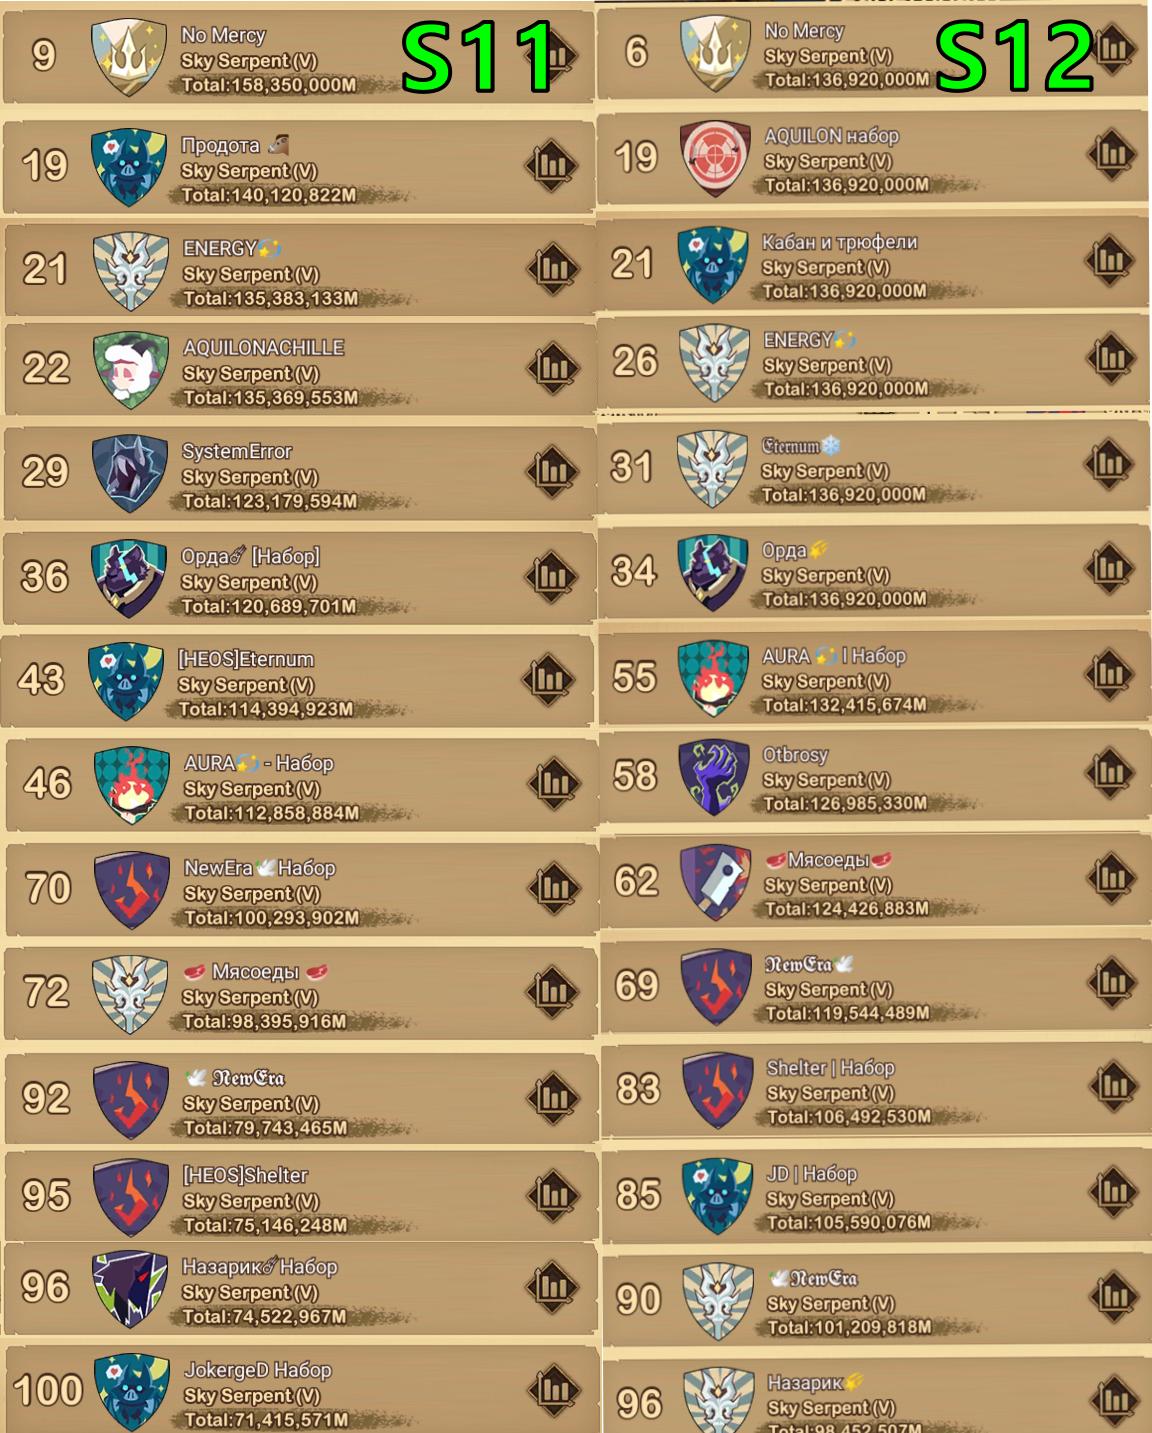 S11
9
No Mercy
Sky Serpent (V)
Total:158,350,000M
19
Продота
Sky Serpent (V)
Total:140,120,822M
21
ENERGY💫
Sky Serpent (V)
Total:135,383,133M
22
AQUILONACHILLE
Sky Serpent (V)
Total:135,369,553M
29
SystemError
Sky Serpent (V)
Total:123,179,594M
36
Орда☄ [Набор]
Sky Serpent (V)
Total:120,689,701M
43
[HEOS]Eternum
Sky Serpent (V)
Total:114,394,923M
46
AURA💫 - Набор
Sky Serpent (V)
Total:112,858,884M
70
NewEra🕊Набор
Sky Serpent (V)
Total:100,293,902M
72
🥩 Мясоеды 🥩
Sky Serpent (V)
Total:98,395,916M
92
🕊 𝕹𝖊𝖜𝕰𝖗𝖆
Sky Serpent (V)
Total:79,743,465M
95
[HEOS]Shelter
Sky Serpent (V)
Total:75,146,248M
96
Назарик☄Набор
Sky Serpent (V)
Total:74,522,967M
100
JokergeD Набор
Sky Serpent (V)
Total:71,415,571M
S12
6
No Mercy
Sky Serpent (V)
Total:136,920,000M
19
AQUILON набор
Sky Serpent (V)
Total:136,920,000M
21
Кабан и трюфели
Sky Serpent (V)
Total:136,920,000M
26
ENERGY💫
Sky Serpent (V)
Total:136,920,000M
31
𝔈𝔱𝔢𝔯𝔫𝔲𝔪❄
Sky Serpent (V)
Total:136,920,000M
34
Орда🌟
Sky Serpent (V)
Total:136,920,000M
55
AURA 💫 l Набор
Sky Serpent (V)
Total:132,415,674M
58
Otbrosy
Sky Serpent (V)
Total:126,985,330M
62
🥩Мясоеды🥩
Sky Serpent (V)
Total:124,426,883M
69
𝕹𝖊𝖜𝕰𝖗𝖆🕊
Sky Serpent (V)
Total:119,544,489M
83
Shelter | Набор
Sky Serpent (V)
Total:106,492,530M
85
JD | Набор
Sky Serpent (V)
Total:105,590,076M
90
🕊𝕹𝖊𝖜𝕰𝖗𝖆
Sky Serpent (V)
Total:101,209,818M
96
Назарик🌟
Sky Serpent (V)
Total:98,452,507M